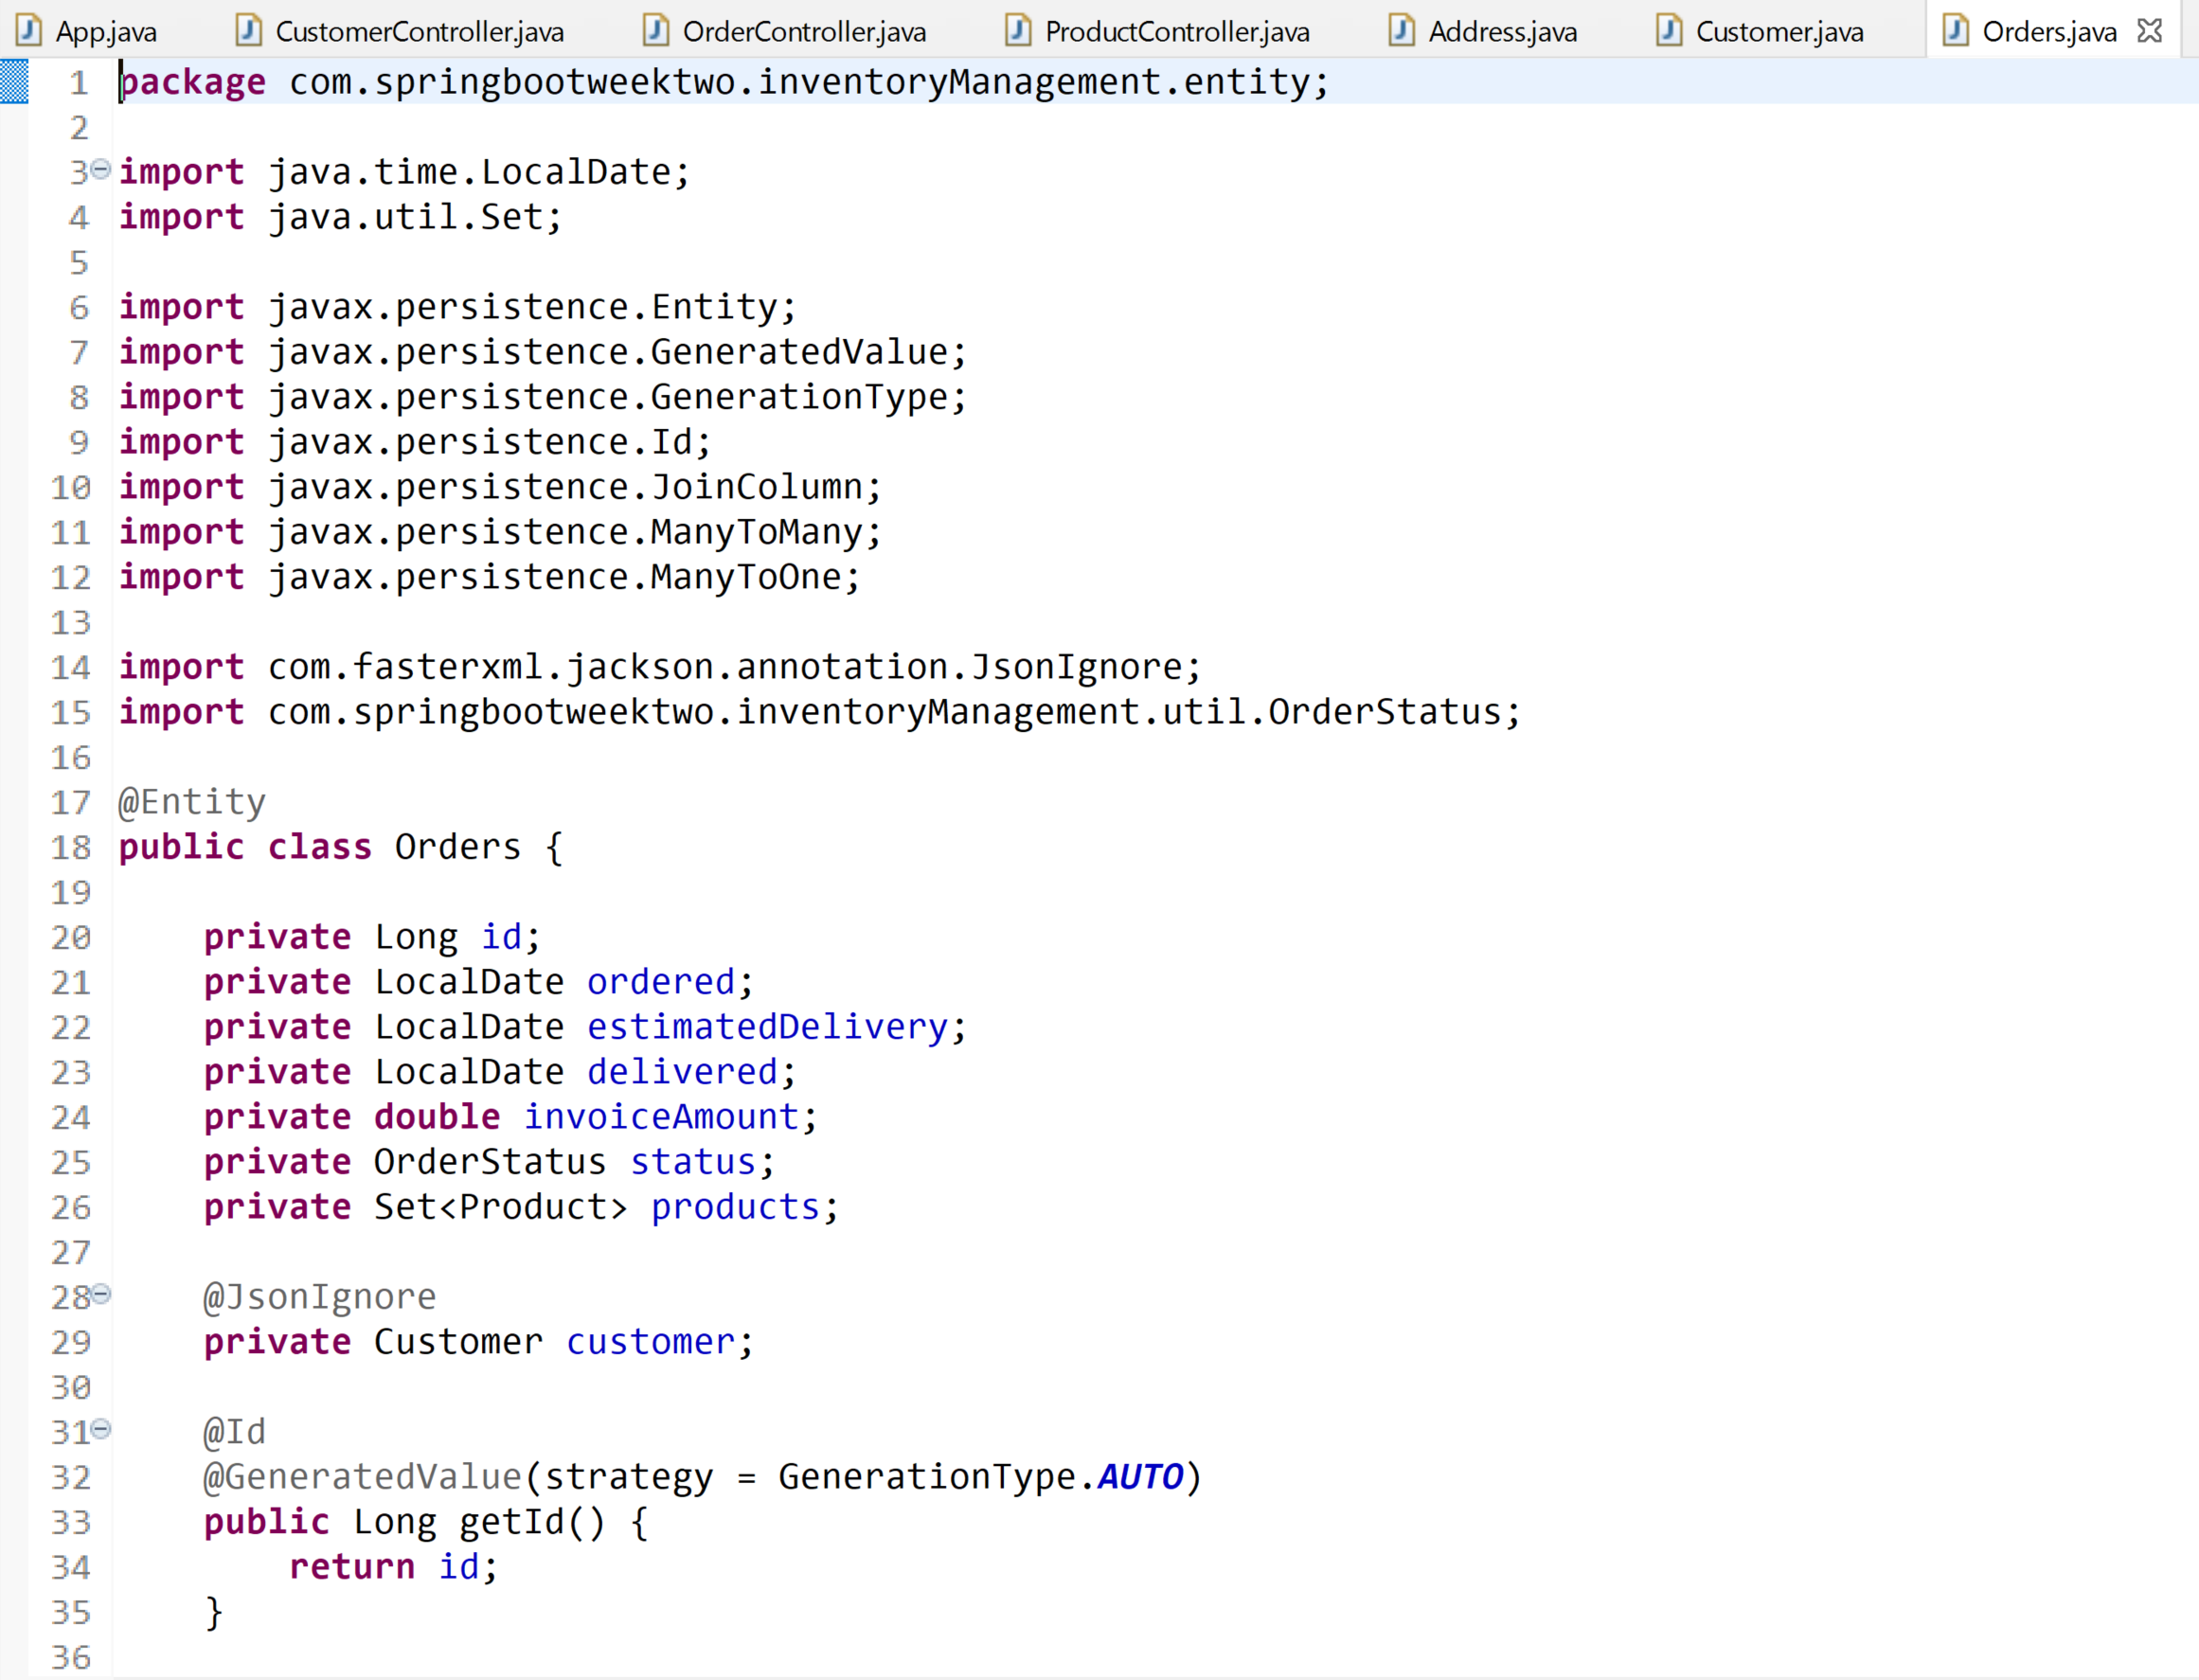 App.java CustomerController.java OrderController.java ProductController.java Address.java Customer.java Orders.java
1 package com.springbootweektwo.inventoryManagement.entity;
2
3 import java.time.LocalDate;
4 import java.util.Set;
5
6 import javax.persistence.Entity;
7 import javax.persistence.GeneratedValue;
8 import javax.persistence.GenerationType;
9 import javax.persistence.Id;
10 import javax.persistence.JoinColumn;
11 import javax.persistence.ManyToMany;
12 import javax.persistence.ManyToOne;
13
14 import com.fasterxml.jackson.annotation.JsonIgnore;
15 import com.springbootweektwo.inventoryManagement.util.OrderStatus;
16
17 @Entity
18 public class Orders {
19
20     private Long id;
21     private LocalDate ordered;
22     private LocalDate estimatedDelivery;
23     private LocalDate delivered;
24     private double invoiceAmount;
25     private OrderStatus status;
26     private Set<Product> products;
27
28     @JsonIgnore
29     private Customer customer;
30
31     @Id
32     @GeneratedValue(strategy = GenerationType.AUTO)
33     public Long getId() {
34         return id;
35     }
36